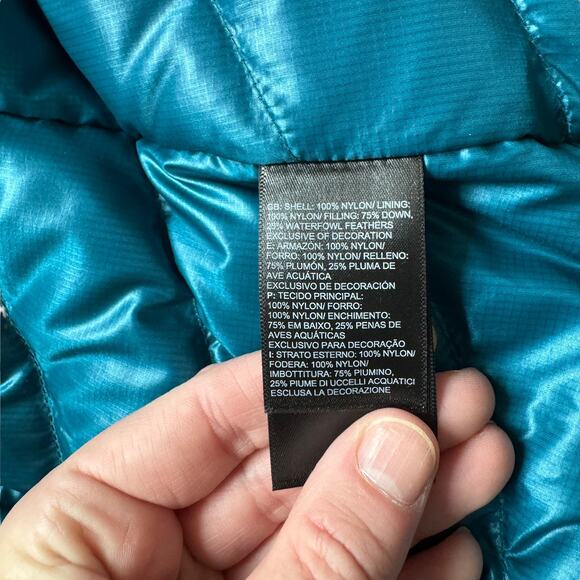 GB: SHELL: 100% NYLON/ LINING:
100% NYLON/ FILLING: 75% DOWN,
25% WATERFOWL FEATHERS
EXCLUSIVE OF DECORATION
E: ARMAZÓN: 100% NYLON/
FORRO: 100% NYLON/ RELLENO:
75% PLUMÓN, 25% PLUMA DE
AVE ACUÁTICA
EXCLUSIVO DE DECORACIÓN
P: TECIDO PRINCIPAL:
100% NYLON/ FORRO:
100% NYLON/ ENCHIMENTO:
75% EM BAIXO, 25% PENAS DE
AVES AQUÁTICAS
EXCLUSIVO PARA DECORAÇÃO
I: STRATO ESTERNO: 100% NYLON/
FODERA: 100% NYLON/
IMBOTTITURA: 75% PIUMINO,
25% PIUME DI UCCELLI ACQUATICI
ESCLUSA LA DECORAZIONE